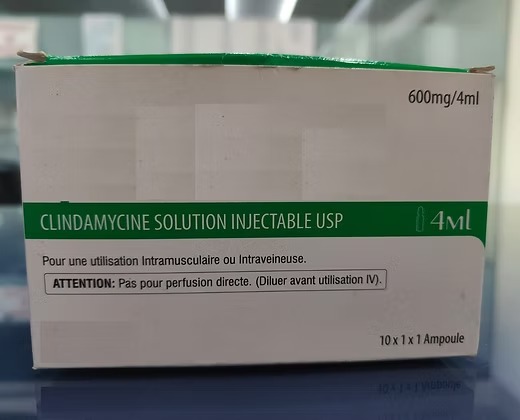 600mg/4ml
CLINDAMYCINE SOLUTION INJECTABLE USP 4ML
Pour une utilisation Intramusculaire ou Intraveineuse.
ATTENTION: Pas pour perfusion directe. (Diluer avant utilisation IV).
10 x 1 x 1 Ampoule